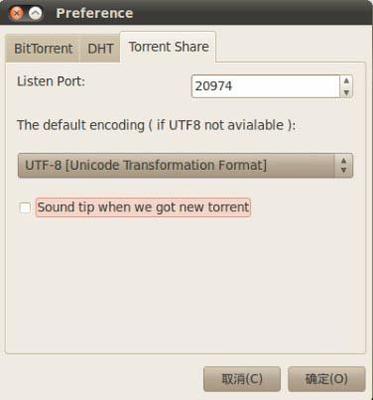 Preference
BitTorrent DHT Torrent Share
Listen Port: 20974
The default encoding ( if UTF8 not avialable ):
UTF-8 [Unicode Transformation Format]
Sound tip when we got new torrent
取消(C) 确定(O)